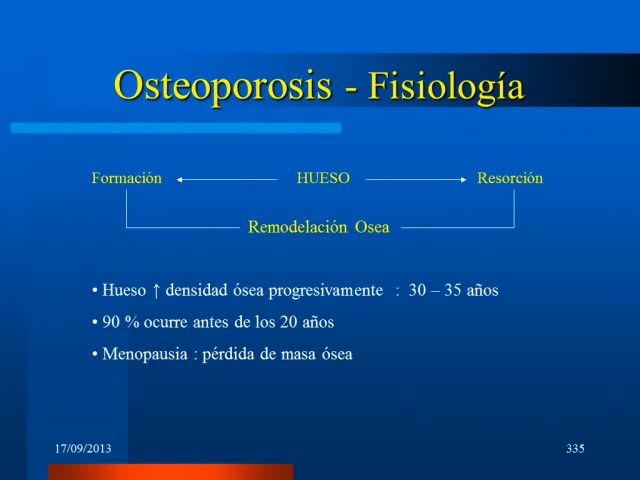 Osteoporosis - Fisiología
Formación HUESO Resorción
Remodelación Osea
• Hueso ↑ densidad ósea progresivamente : 30 – 35 años
• 90 % ocurre antes de los 20 años
• Menopausia : pérdida de masa ósea
17/09/2013 335